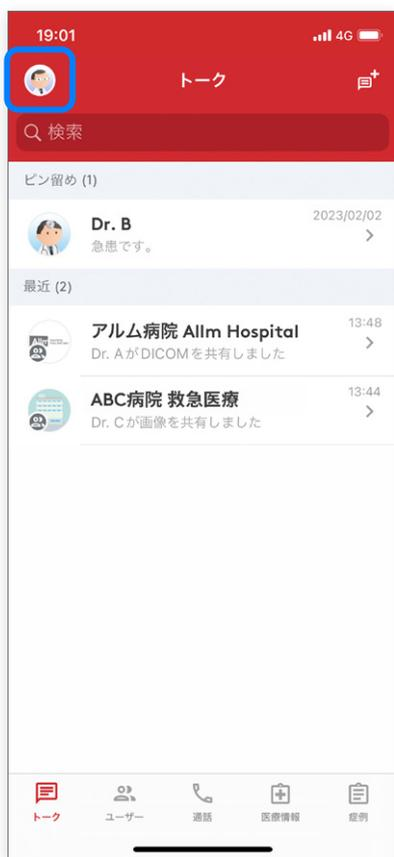 19:01
4G
トーク
検索
ピン留め (1)
2023/02/02
Dr. B
急患です。
最近 (2)
13:48
アルム病院 Allm Hospital
Dr. AがDICOMを共有しました
13:44
ABC病院 救急医療
Dr. Cが画像を共有しました
トーク
ユーザー
通話
医療情報
症例